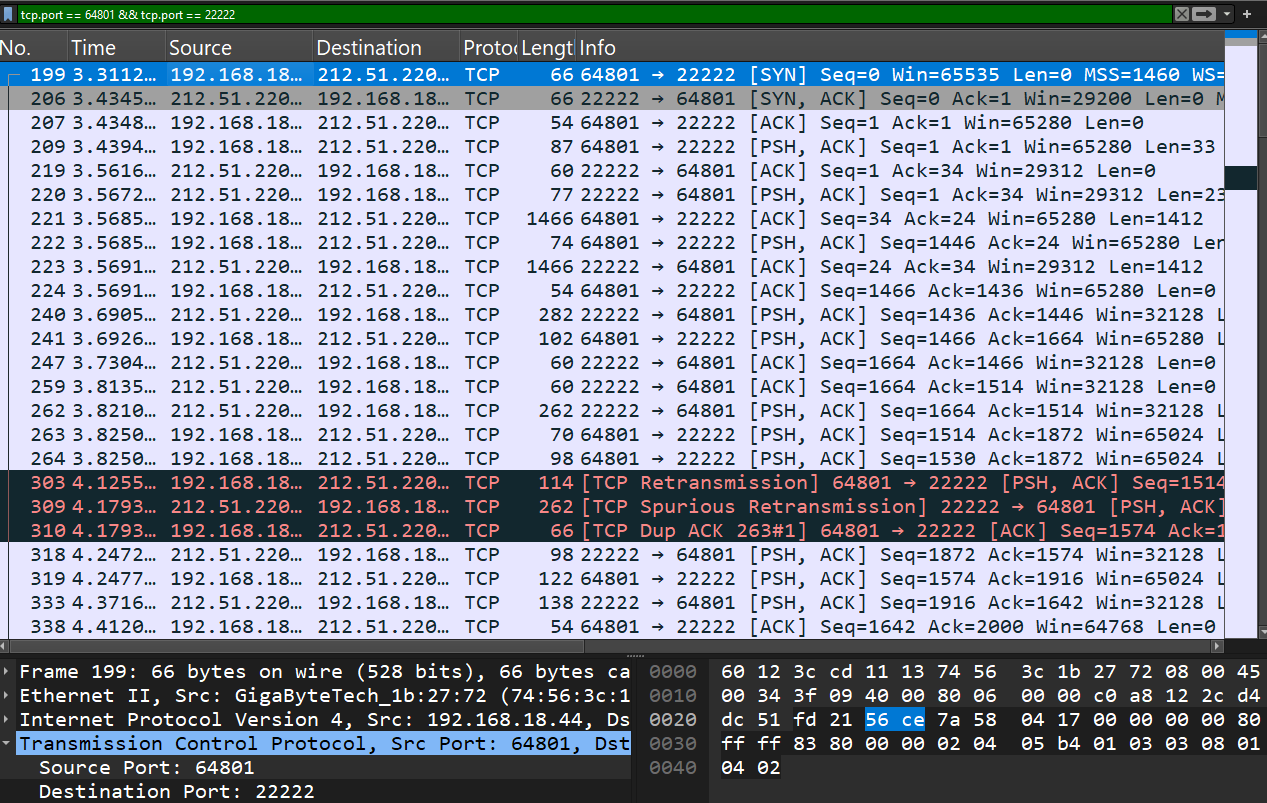 tcp.port == 64801 && tcp.port == 22222
No. Time Source Destination Protoc Lengt Info
199 3.3112… 192.168.18… 212.51.220… TCP 66 64801 → 22222 [SYN] Seq=0 Win=65535 Len=0 MSS=1460 WS=
206 3.4345… 212.51.220… 192.168.18… TCP 66 22222 → 64801 [SYN, ACK] Seq=0 Ack=1 Win=29200 Len=0 M
207 3.4348… 192.168.18… 212.51.220… TCP 54 64801 → 22222 [ACK] Seq=1 Ack=1 Win=65280 Len=0
209 3.4394… 192.168.18… 212.51.220… TCP 87 64801 → 22222 [PSH, ACK] Seq=1 Ack=1 Win=65280 Len=33
219 3.5616… 212.51.220… 192.168.18… TCP 60 22222 → 64801 [ACK] Seq=1 Ack=34 Win=29312 Len=0
220 3.5672… 212.51.220… 192.168.18… TCP 77 22222 → 64801 [PSH, ACK] Seq=1 Ack=34 Win=29312 Len=23
221 3.5685… 192.168.18… 212.51.220… TCP 1466 64801 → 22222 [ACK] Seq=34 Ack=24 Win=65280 Len=1412
222 3.5685… 192.168.18… 212.51.220… TCP 74 64801 → 22222 [PSH, ACK] Seq=1446 Ack=24 Win=65280 Len
223 3.5691… 212.51.220… 192.168.18… TCP 1466 22222 → 64801 [ACK] Seq=24 Ack=34 Win=29312 Len=1412
224 3.5691… 192.168.18… 212.51.220… TCP 54 64801 → 22222 [ACK] Seq=1466 Ack=1436 Win=65280 Len=0
240 3.6905… 212.51.220… 192.168.18… TCP 282 22222 → 64801 [PSH, ACK] Seq=1436 Ack=1446 Win=32128 L
241 3.6926… 192.168.18… 212.51.220… TCP 102 64801 → 22222 [PSH, ACK] Seq=1466 Ack=1664 Win=65280 L
247 3.7304… 212.51.220… 192.168.18… TCP 60 22222 → 64801 [ACK] Seq=1664 Ack=1466 Win=32128 Len=0
259 3.8135… 212.51.220… 192.168.18… TCP 60 22222 → 64801 [ACK] Seq=1664 Ack=1514 Win=32128 Len=0
262 3.8210… 212.51.220… 192.168.18… TCP 262 22222 → 64801 [PSH, ACK] Seq=1664 Ack=1514 Win=32128 L
263 3.8250… 192.168.18… 212.51.220… TCP 70 64801 → 22222 [PSH, ACK] Seq=1514 Ack=1872 Win=65024 L
264 3.8250… 192.168.18… 212.51.220… TCP 98 64801 → 22222 [PSH, ACK] Seq=1530 Ack=1872 Win=65024 L
303 4.1255… 192.168.18… 212.51.220… TCP 114 [TCP Retransmission] 64801 → 22222 [PSH, ACK] Seq=1514
309 4.1793… 212.51.220… 192.168.18… TCP 262 [TCP Spurious Retransmission] 22222 → 64801 [PSH, ACK]
310 4.1793… 192.168.18… 212.51.220… TCP 66 [TCP Dup ACK 263#1] 64801 → 22222 [ACK] Seq=1574 Ack=1
318 4.2472… 212.51.220… 192.168.18… TCP 98 22222 → 64801 [PSH, ACK] Seq=1872 Ack=1574 Win=32128 L
319 4.2477… 192.168.18… 212.51.220… TCP 122 64801 → 22222 [PSH, ACK] Seq=1574 Ack=1916 Win=65024 L
333 4.3716… 212.51.220… 192.168.18… TCP 138 22222 → 64801 [PSH, ACK] Seq=1916 Ack=1642 Win=32128 L
338 4.4120… 192.168.18… 212.51.220… TCP 54 64801 → 22222 [ACK] Seq=1642 Ack=2000 Win=64768 Len=0
Frame 199: 66 bytes on wire (528 bits), 66 bytes ca
Ethernet II, Src: GigaByteTech_1b:27:72 (74:56:3c:1
Internet Protocol Version 4, Src: 192.168.18.44, Ds
Transmission Control Protocol, Src Port: 64801, Dst
Source Port: 64801
Destination Port: 22222
0000 60 12 3c cd 11 13 74 56 3c 1b 27 72 08 00 45
0010 00 34 3f 09 40 00 80 06 00 00 c0 a8 12 2c d4
0020 dc 51 fd 21 56 ce 7a 58 04 17 00 00 00 00 80
0030 ff ff 83 80 00 00 02 04 05 b4 01 03 03 08 01
0040 04 02